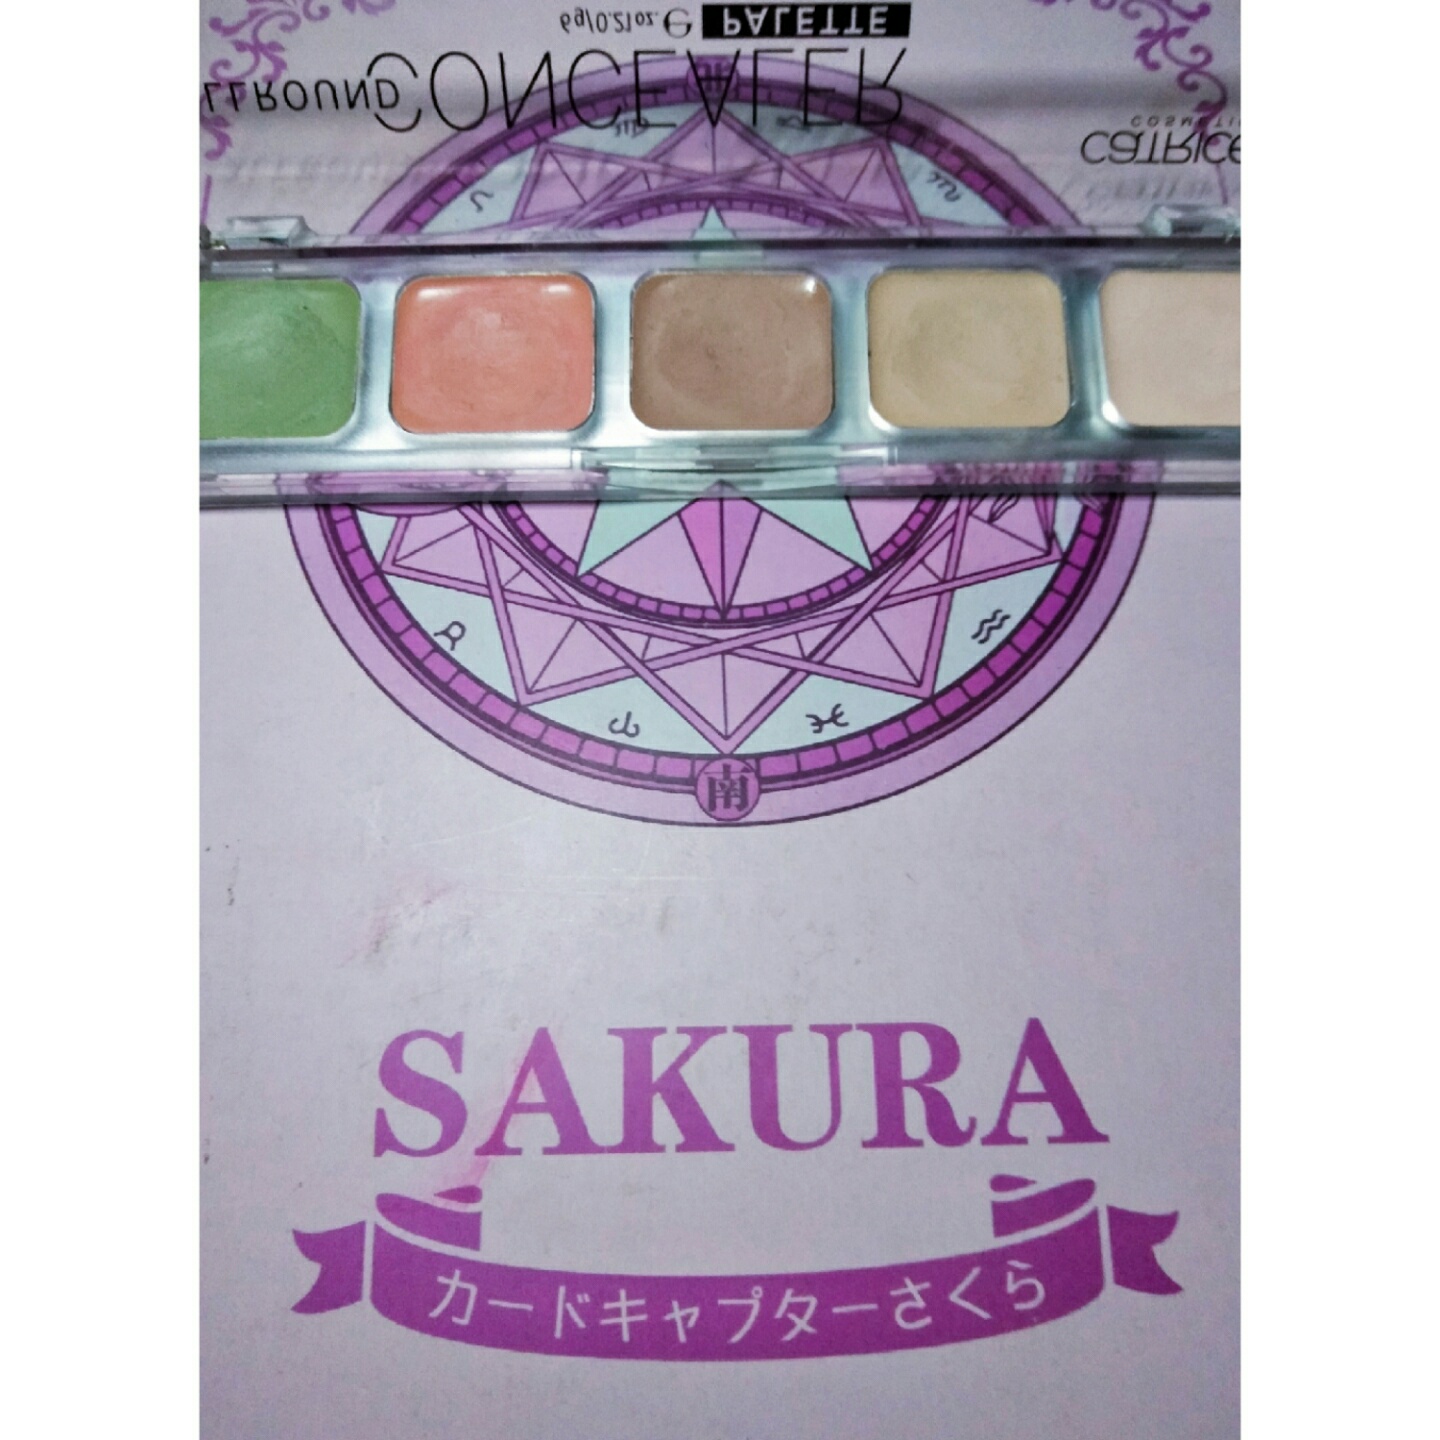 6g/0.21oz. e PALETTE
LLROUND CONCEALER
COSMETI
CATRICE
南
SAKURA
カードキャプターさくら